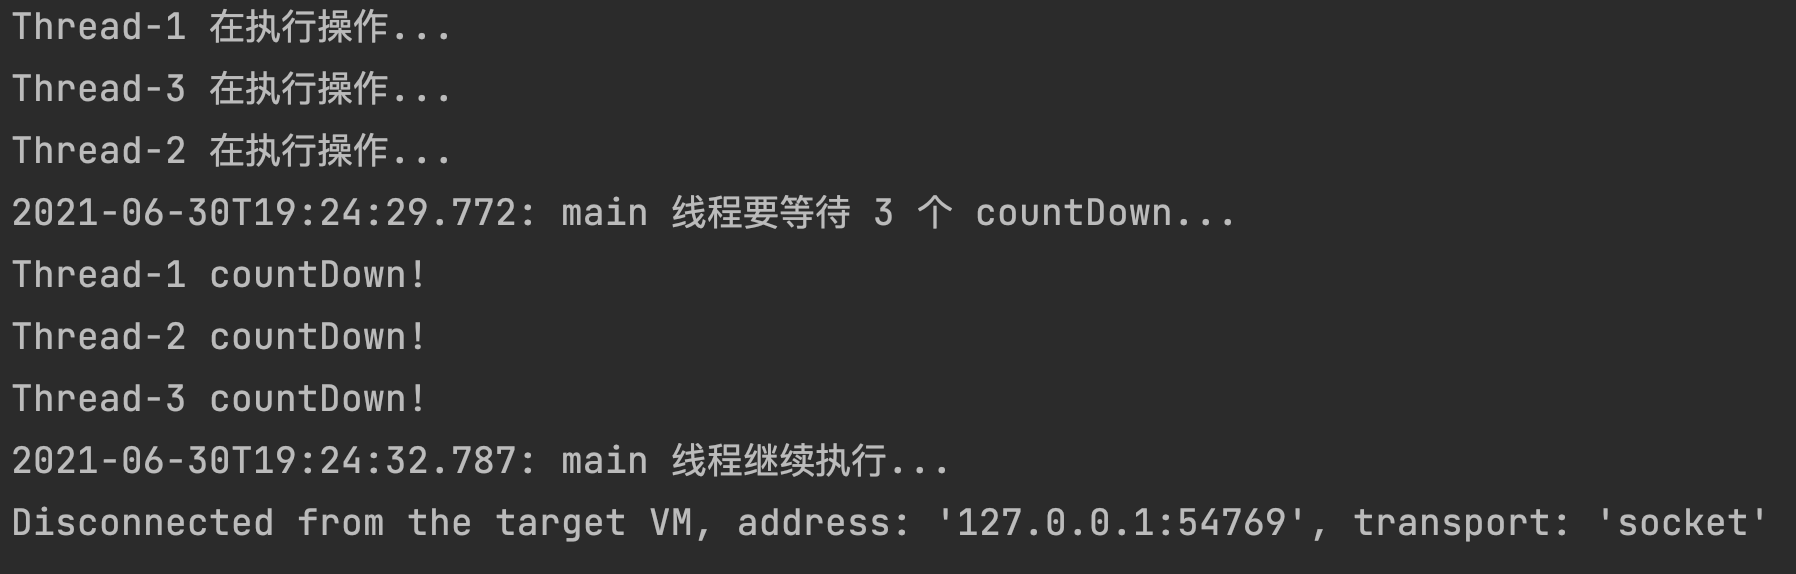 Thread-1 在执行操作...
Thread-3 在执行操作...
Thread-2 在执行操作...
2021-06-30T19:24:29.772: main 线程要等待 3 个 countDown...
Thread-1 countDown!
Thread-2 countDown!
Thread-3 countDown!
2021-06-30T19:24:32.787: main 线程继续执行...
Disconnected from the target VM, address: '127.0.0.1:54769', transport: 'socket'